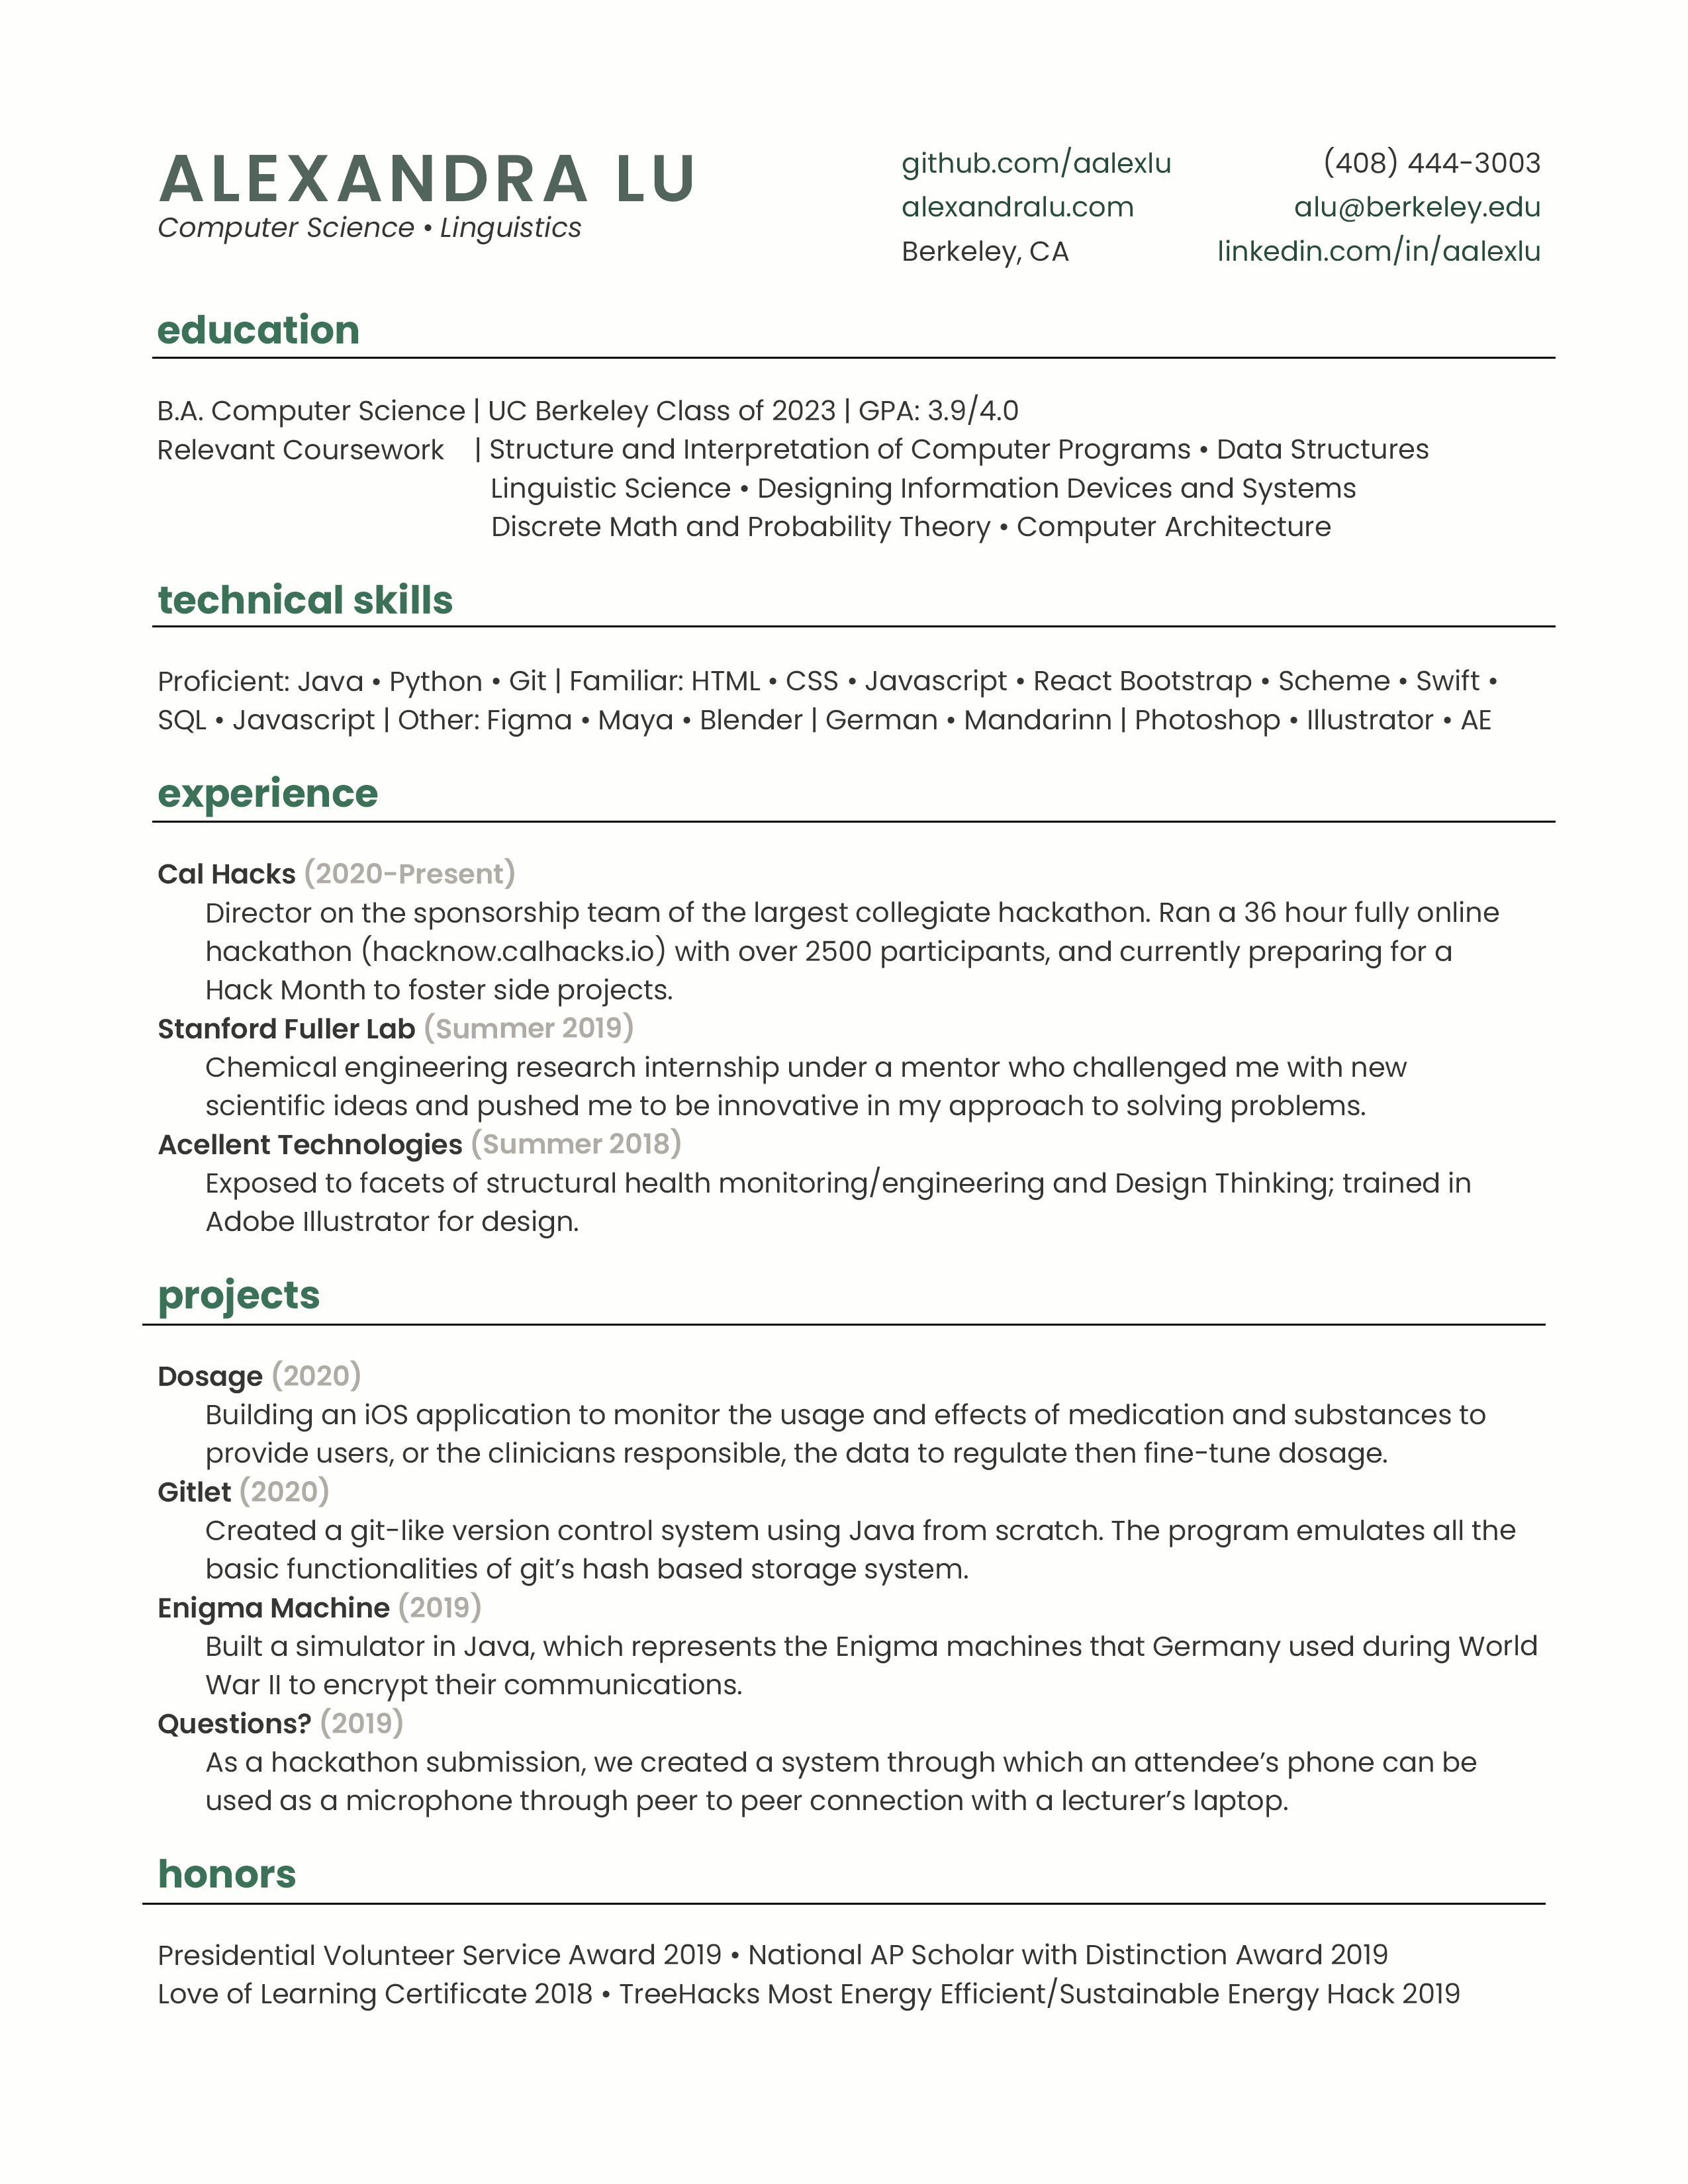 ALEXANDRA LU
Computer Science • Linguistics
github.com/aalexlu
alexandralu.com
Berkeley, CA
(408) 444-3003
alu@berkeley.edu
linkedin.com/in/aalexlu
education
B.A. Computer Science | UC Berkeley Class of 2023 | GPA: 3.9/4.0
Relevant Coursework | Structure and Interpretation of Computer Programs • Data Structures
Linguistic Science • Designing Information Devices and Systems
Discrete Math and Probability Theory • Computer Architecture
technical skills
Proficient: Java • Python • Git | Familiar: HTML • CSS • Javascript • React Bootstrap • Scheme • Swift •
SQL • Javascript | Other: Figma • Maya • Blender | German • Mandarinn | Photoshop • Illustrator • AE
experience
Cal Hacks (2020-Present)
Director on the sponsorship team of the largest collegiate hackathon. Ran a 36 hour fully online
hackathon (hacknow.calhacks.io) with over 2500 participants, and currently preparing for a
Hack Month to foster side projects.
Stanford Fuller Lab (Summer 2019)
Chemical engineering research internship under a mentor who challenged me with new
scientific ideas and pushed me to be innovative in my approach to solving problems.
Acellent Technologies (Summer 2018)
Exposed to facets of structural health monitoring/engineering and Design Thinking; trained in
Adobe Illustrator for design.
projects
Dosage (2020)
Building an iOS application to monitor the usage and effects of medication and substances to
provide users, or the clinicians responsible, the data to regulate then fine-tune dosage.
Gitlet (2020)
Created a git-like version control system using Java from scratch. The program emulates all the
basic functionalities of git’s hash based storage system.
Enigma Machine (2019)
Built a simulator in Java, which represents the Enigma machines that Germany used during World
War II to encrypt their communications.
Questions? (2019)
As a hackathon submission, we created a system through which an attendee’s phone can be
used as a microphone through peer to peer connection with a lecturer’s laptop.
honors
Presidential Volunteer Service Award 2019 • National AP Scholar with Distinction Award 2019
Love of Learning Certificate 2018 • TreeHacks Most Energy Efficient/Sustainable Energy Hack 2019